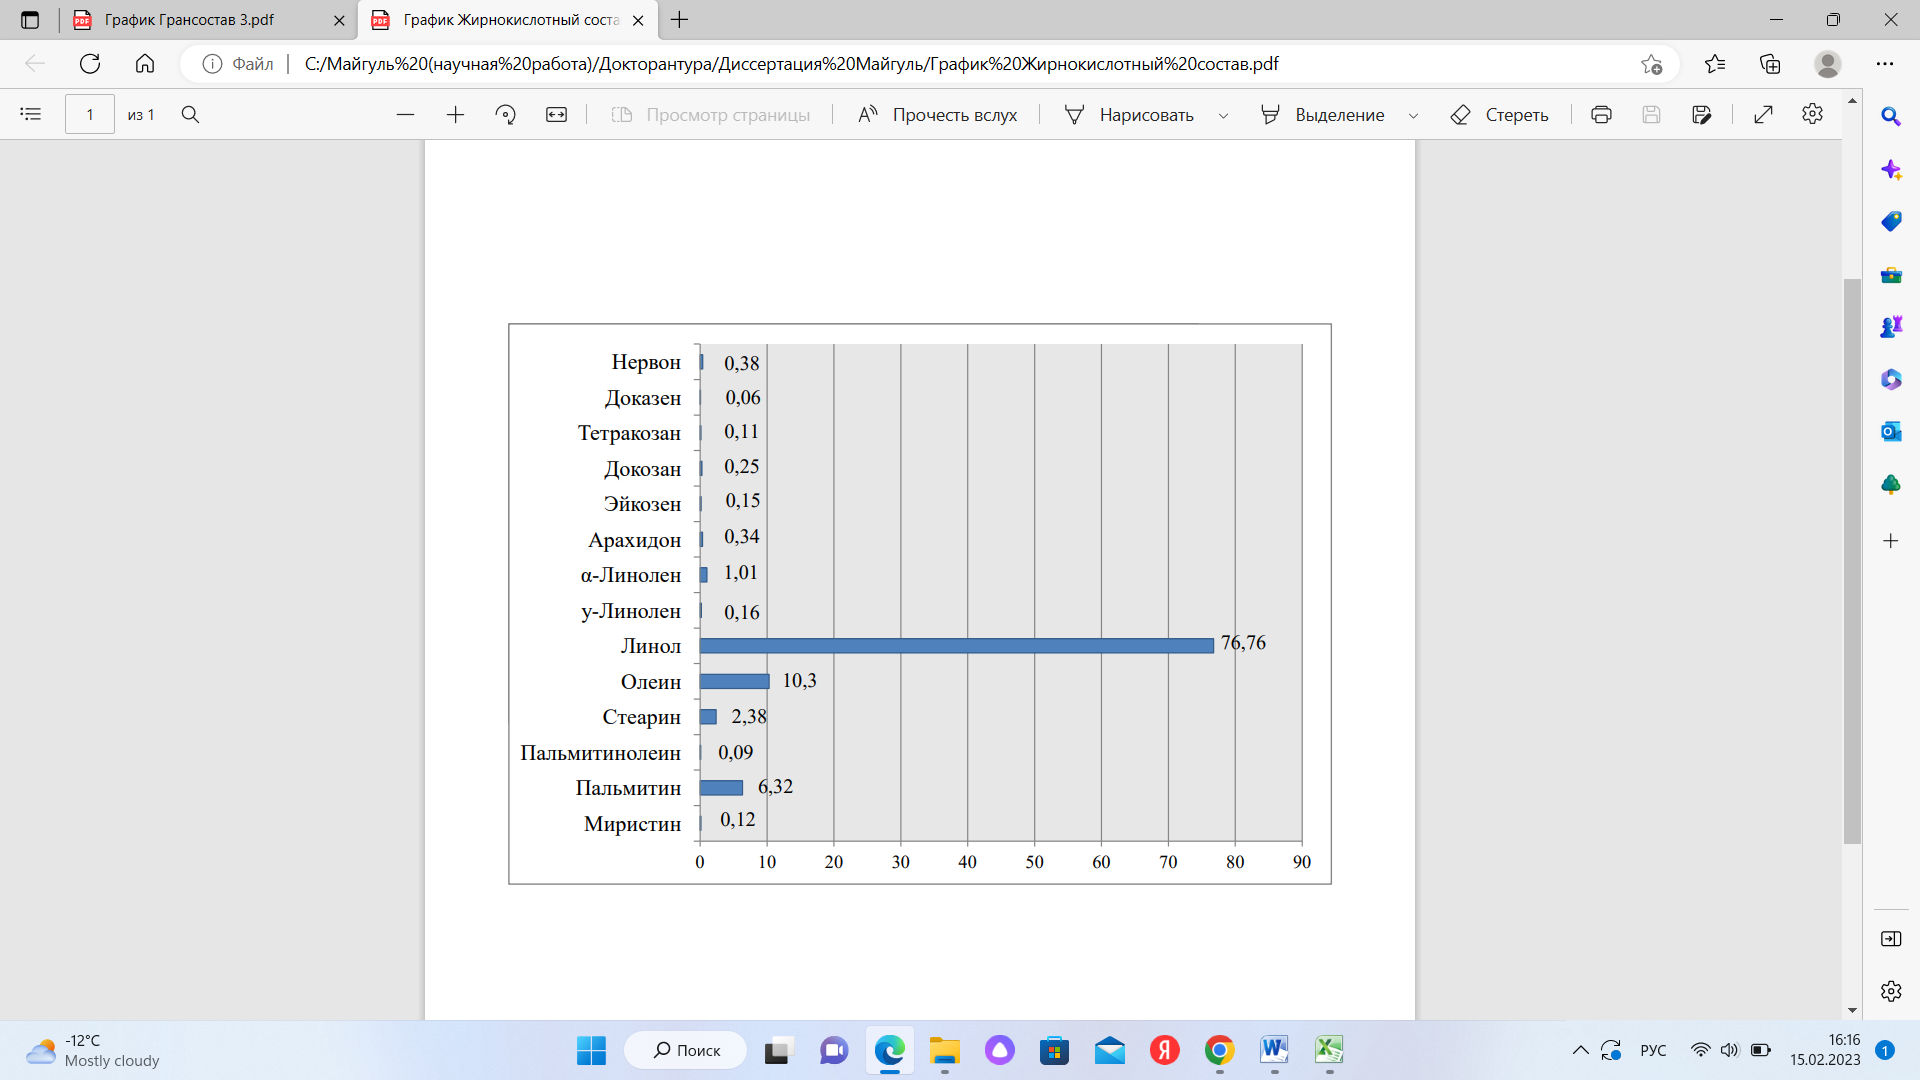 График Грансостав 3.pdf
График Жирнокислотный соста
Файл
C:/Майгуль%20(научная%20работа)/Докторантура/Диссертация%20Майгуль/График%20Жирнокислотный%20состав.pdf
1 из 1
Просмотр страницы
Прочесть вслух
Нарисовать
Выделение
Стереть
Нервон 0,38
Доказен 0,06
Тетракозан 0,11
Докозан 0,25
Эйкозен 0,15
Арахидон 0,34
α-Линолен 1,01
у-Линолен 0,16
Линол 76,76
Олеин 10,3
Стеарин 2,38
Пальмитинолеин 0,09
Пальмитин 6,32
Миристин 0,12
0 10 20 30 40 50 60 70 80 90
-12°C
Mostly cloudy
Поиск
РУС
16:16
15.02.2023
1